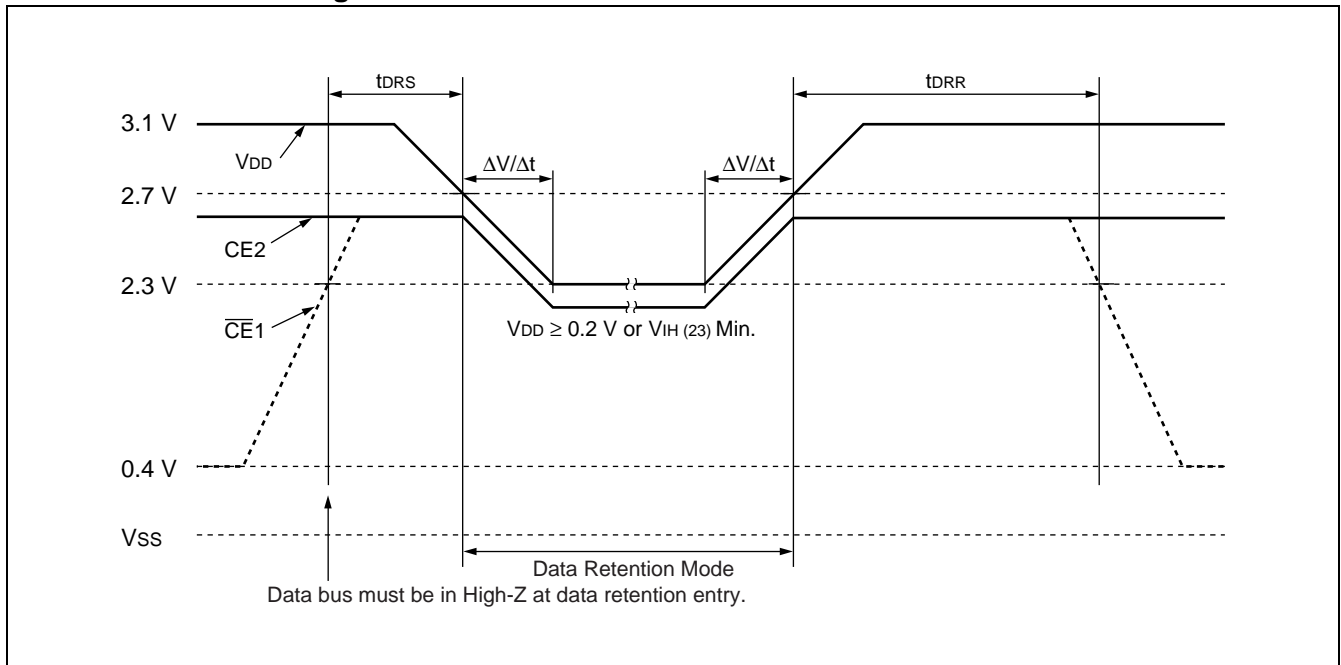 tDRS
tDRR
3.1 V
VDD
ΔV/Δt
ΔV/Δt
2.7 V
CE2
2.3 V
C̅E̅1
VDD ≥ 0.2 V or VIH (23) Min.
0.4 V
VSS
Data Retention Mode
Data bus must be in High-Z at data retention entry.